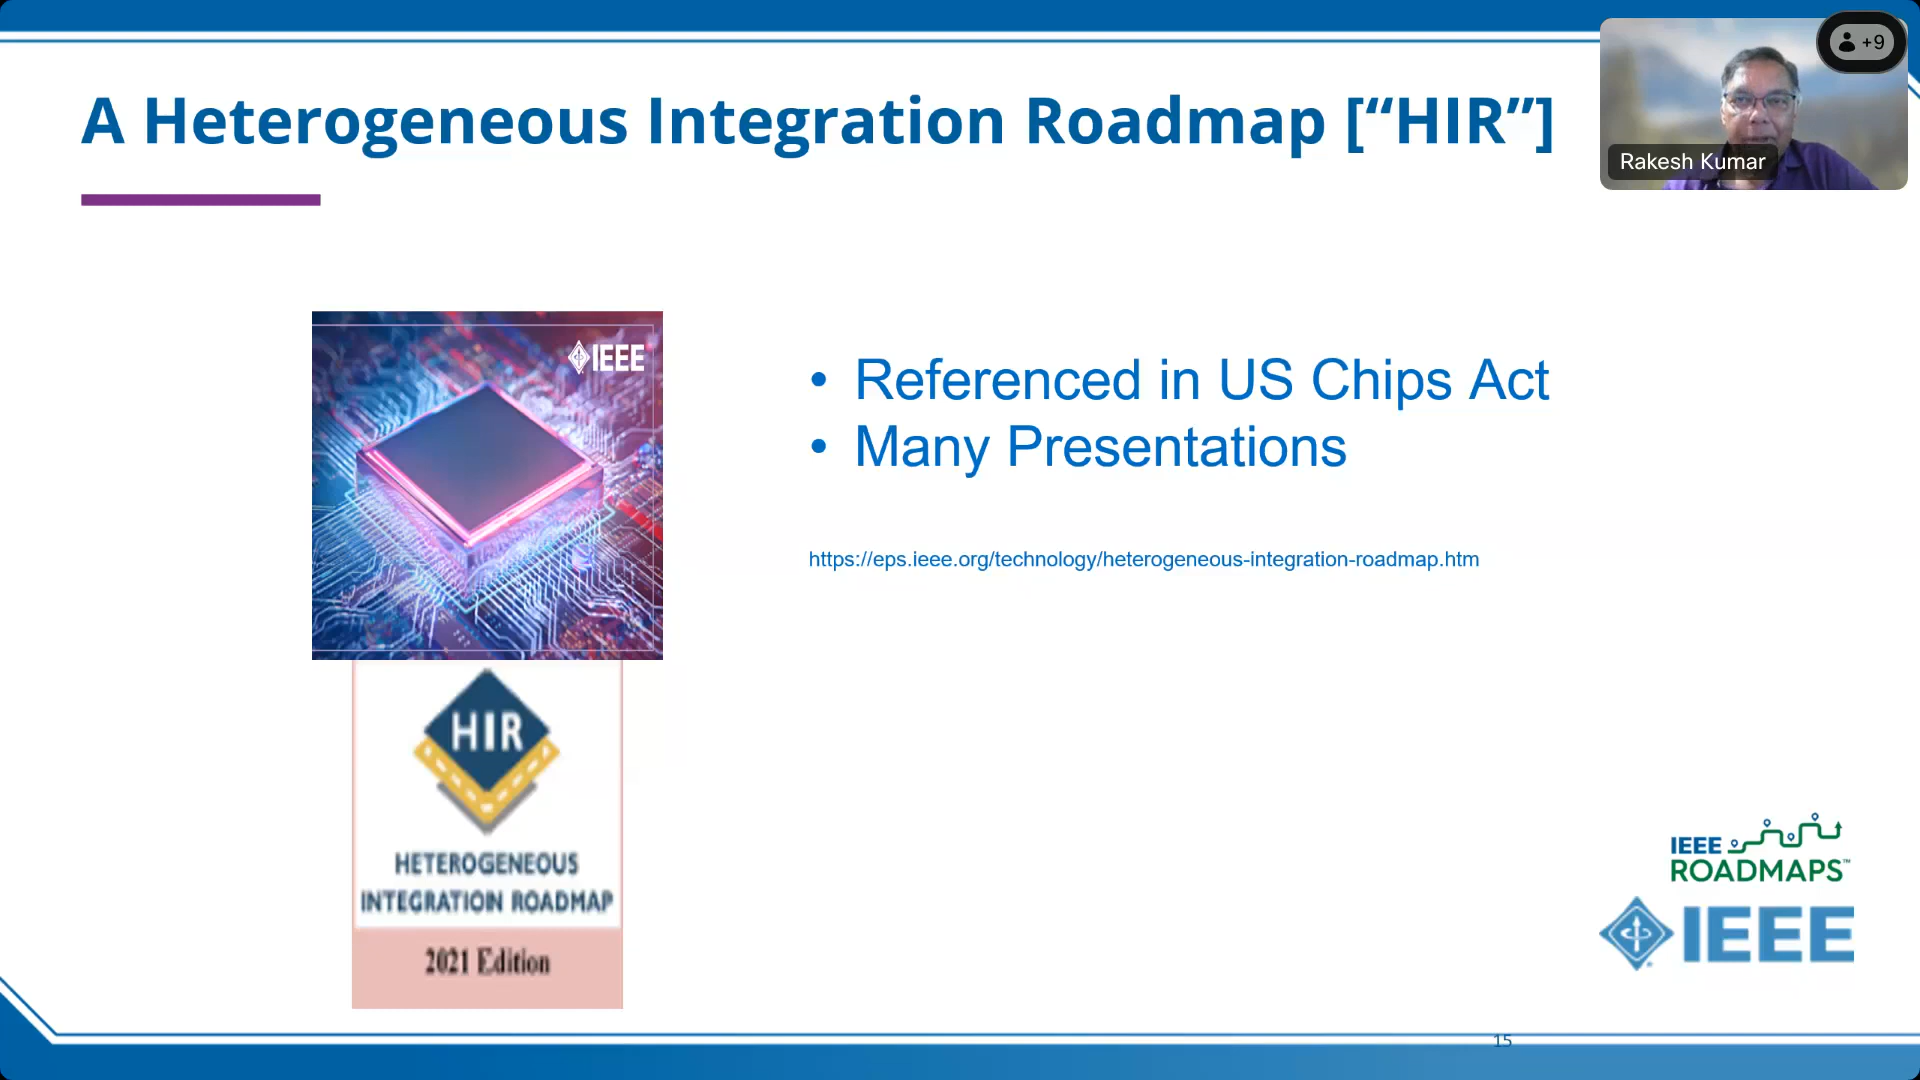 A Heterogeneous Integration Roadmap [“HIR”]
+9
Rakesh Kumar
IEEE
• Referenced in US Chips Act
• Many Presentations
https://eps.ieee.org/technology/heterogeneous-integration-roadmap.htm
HIR
HETEROGENEOUS
INTEGRATION ROADMAP
2021 Edition
IEEE
ROADMAPS™
IEEE
15